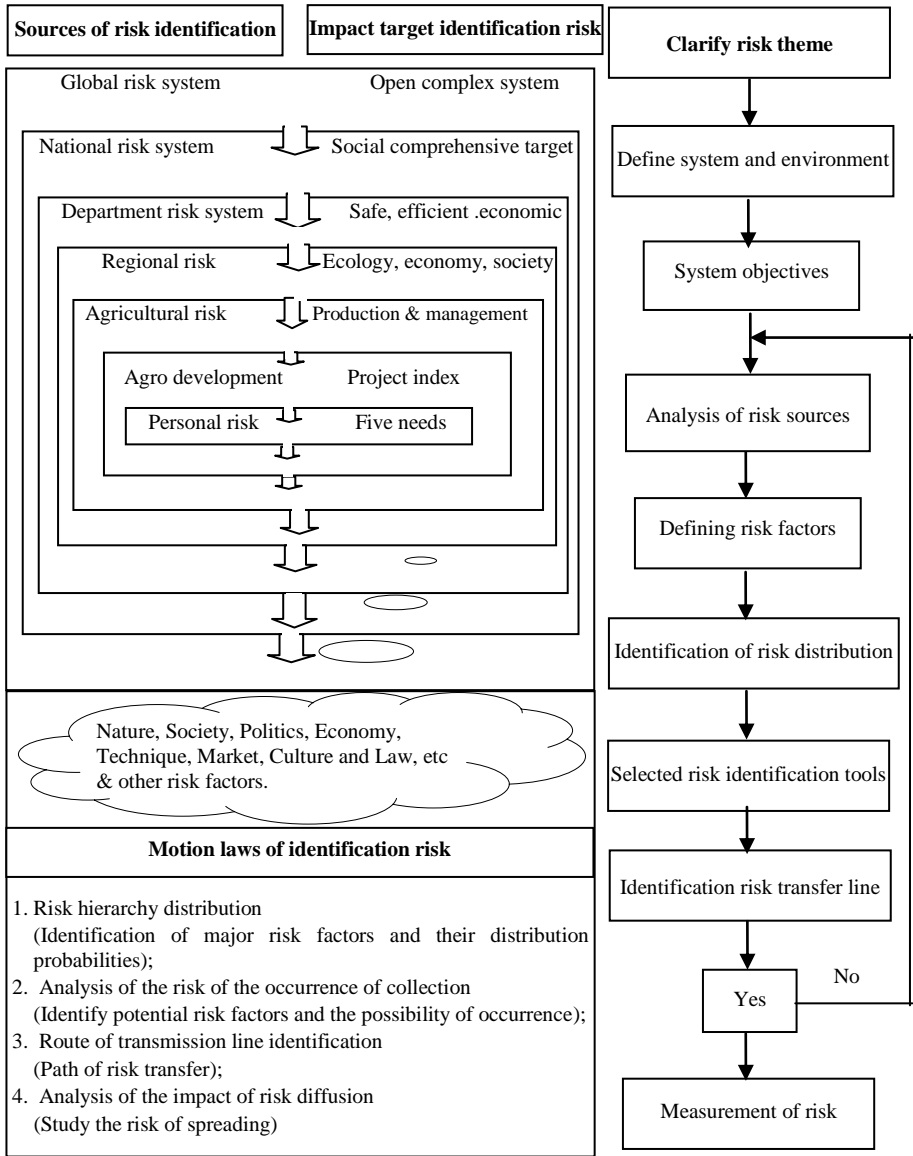 Sources of risk identification
Impact target identification risk
Global risk system
Open complex system
National risk system
Social comprehensive target
Department risk system
Safe, efficient .economic
Regional risk
Ecology, economy, society
Agricultural risk
Production & management
Agro development
Project index
Personal risk
Five needs
Nature, Society, Politics, Economy,
Technique, Market, Culture and Law, etc
& other risk factors.
Motion laws of identification risk
1. Risk hierarchy distribution
(Identification of major risk factors and their distribution
probabilities);
2. Analysis of the risk of the occurrence of collection
(Identify potential risk factors and the possibility of occurrence);
3. Route of transmission line identification
(Path of risk transfer);
4. Analysis of the impact of risk diffusion
(Study the risk of spreading)
Clarify risk theme
Define system and environment
System objectives
Analysis of risk sources
Defining risk factors
Identification of risk distribution
Selected risk identification tools
Identification risk transfer line
Yes
No
Measurement of risk